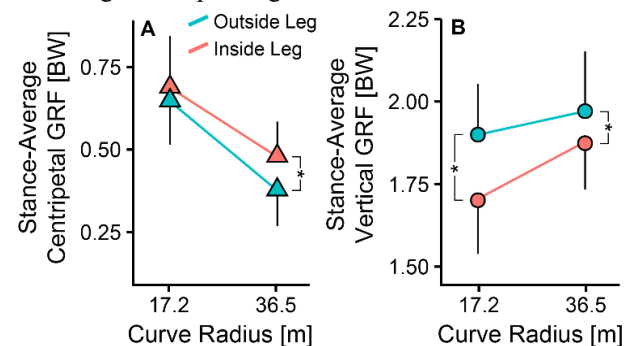 A
Outside Leg
Inside Leg
Stance-Average
Centripetal GRF [BW]
0.75
0.50
0.25
*
17.2
36.5
Curve Radius [m]
B
Stance-Average
Vertical GRF [BW]
2.25
2.00
1.75
1.50
*
*
17.2
36.5
Curve Radius [m]